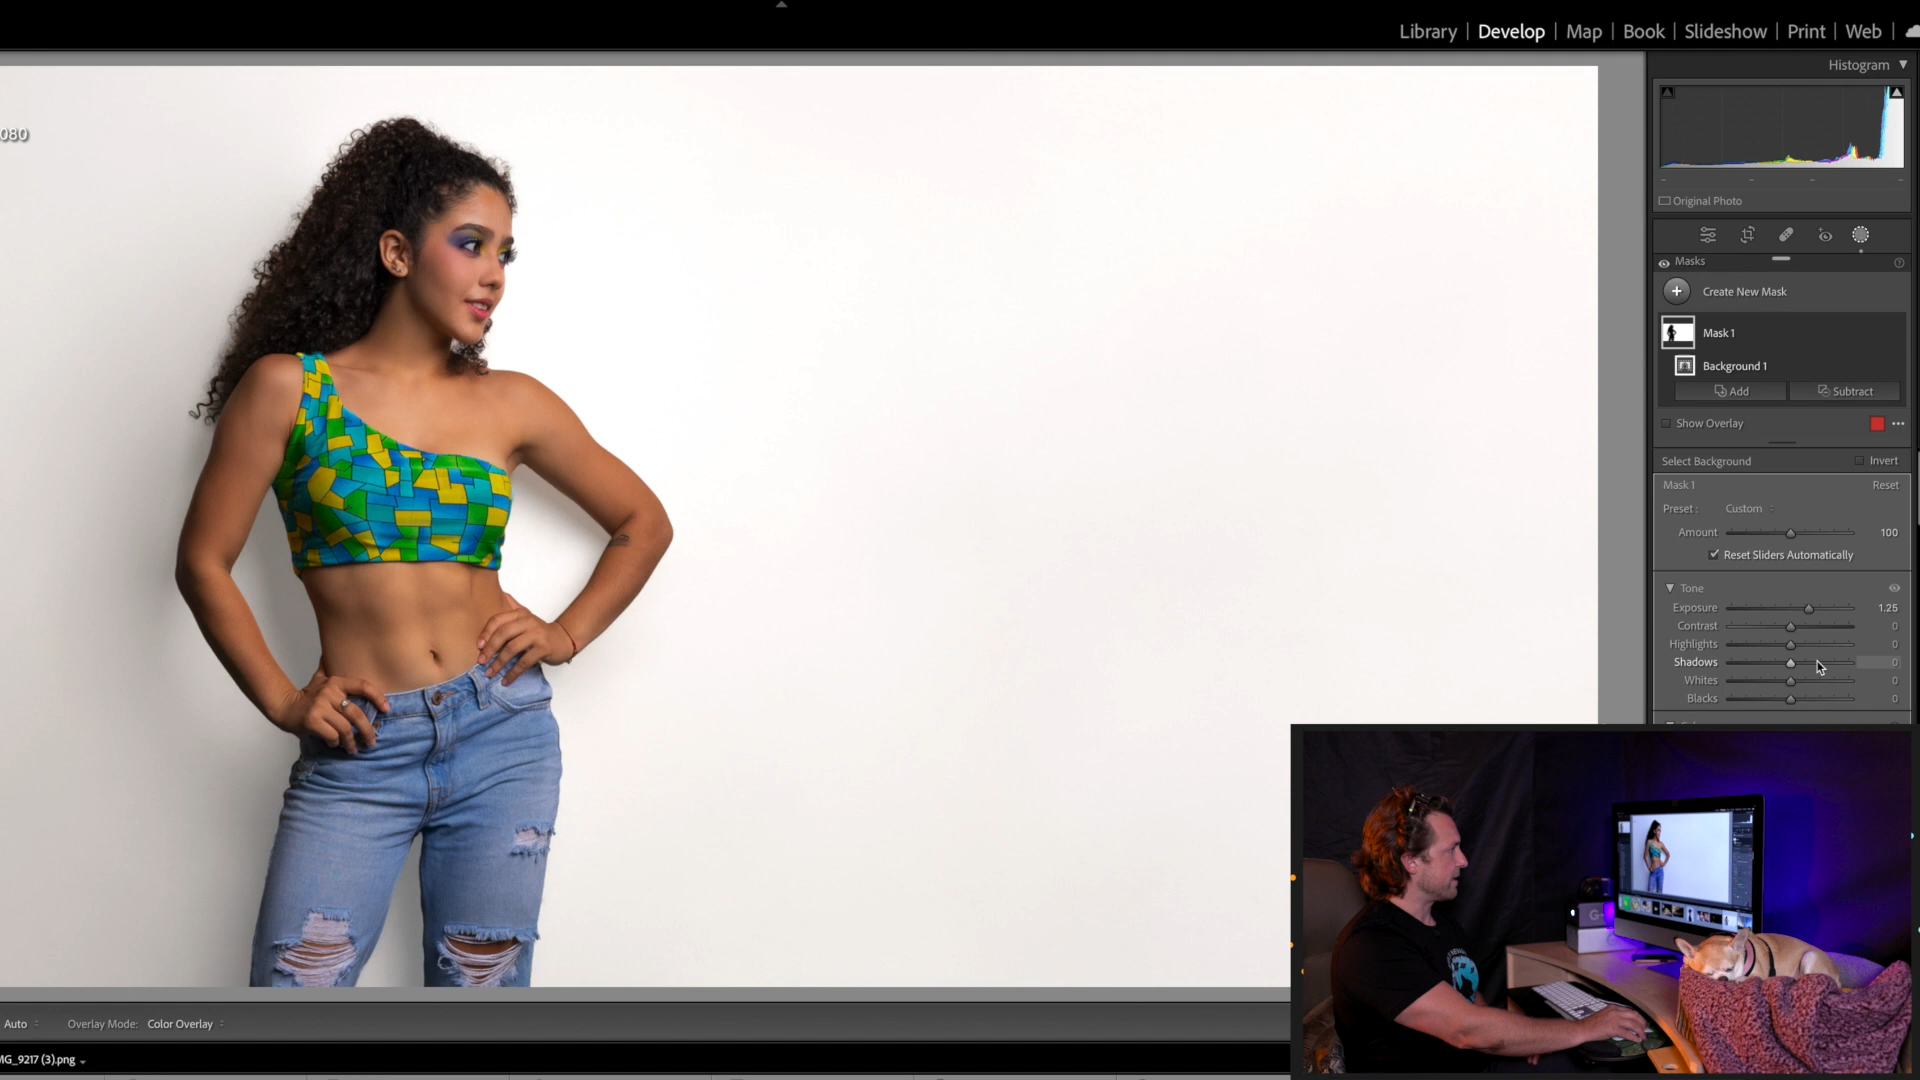 Library | Develop | Map | Book | Slideshow | Print | Web |
Histogram
080
Original Photo
Masks
Create New Mask
Mask 1
Background 1
Add Subtract
Show Overlay
Select Background Invert
Mask 1 Reset
Preset : Custom
Amount 100
Reset Sliders Automatically
Tone
Exposure 1.25
Contrast 0
Highlights 0
Shadows 0
Whites 0
Blacks 0
Auto Overlay Mode: Color Overlay
MG_9217 (3).png